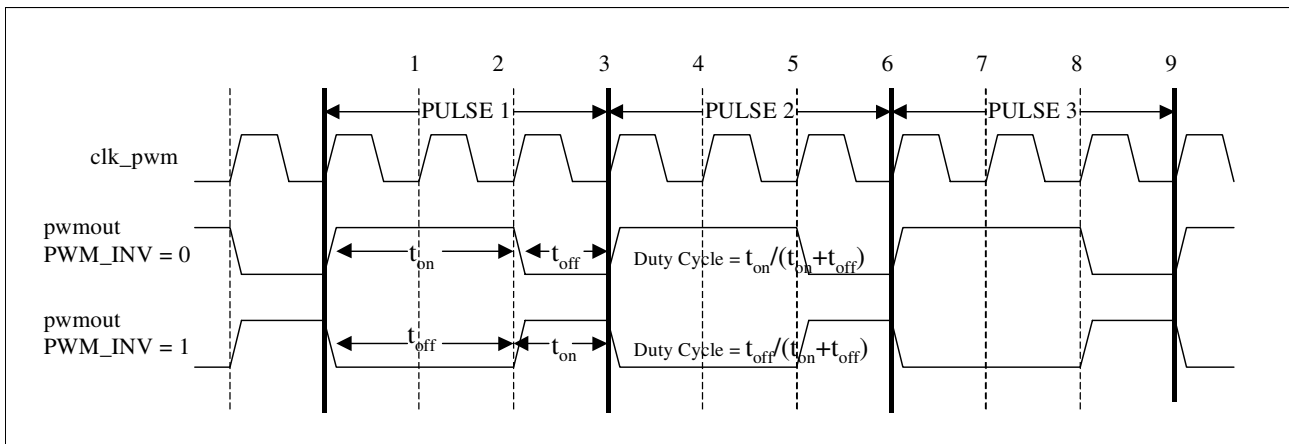 1 2 3 4 5 6 7 8 9
PULSE 1 PULSE 2 PULSE 3
clk_pwm
pwmout
PWM_INV = 0
ton toff Duty Cycle = ton/(ton+toff)
pwmout
PWM_INV = 1
toff ton Duty Cycle = toff/(ton+toff)